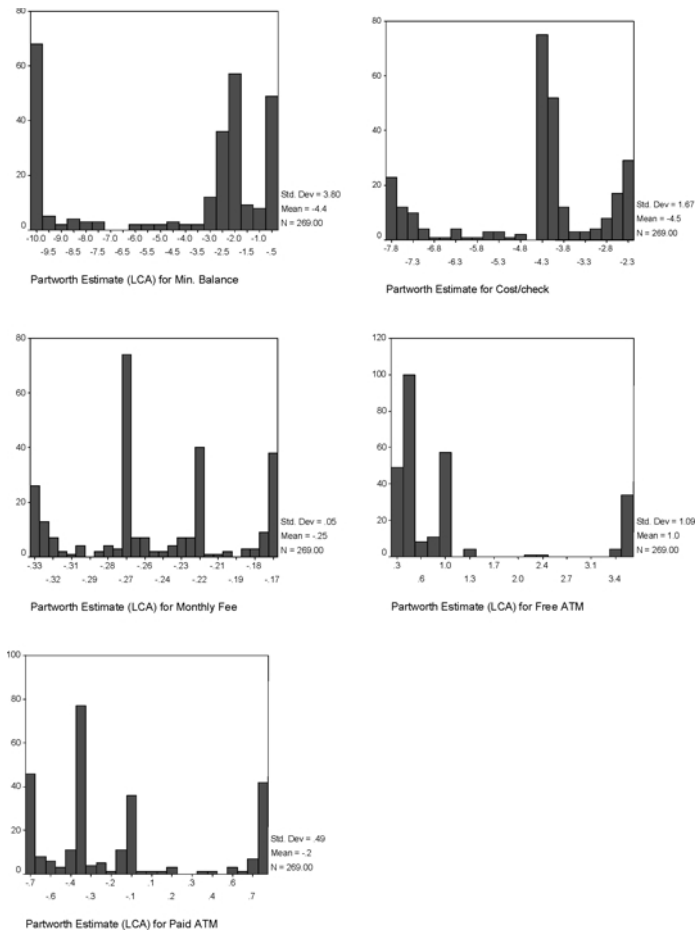 80
60
40
20
0
-10.0 -9.0 -8.0 -7.0 -6.0 -5.0 -4.0 -3.0 -2.0 -1.0
-9.5 -8.5 -7.5 -6.5 -5.5 -4.5 -3.5 -2.5 -1.5 -.5
Std. Dev = 3.80
Mean = -4.4
N = 269.00
Partworth Estimate (LCA) for Min. Balance
80
60
40
20
0
-7.8 -6.8 -5.8 -4.8 -3.8 -2.8
-7.3 -6.3 -5.3 -4.3 -3.3 -2.3
Std. Dev = 1.67
Mean = -4.5
N = 269.00
Partworth Estimate for Cost/check
80
60
40
20
0
-.33 -.31 -.29 -.27 -.26 -.24 -.22 -.21 -.19 -.17
-.32 -.29 -.28 -.26 -.24 -.22 -.19 -.18
Std. Dev = .05
Mean = -.25
N = 269.00
Partworth Estimate (LCA) for Monthly Fee
120
100
80
60
40
20
0
.3 1.0 1.7 2.4 3.1
.6 1.3 2.0 2.7 3.4
Std. Dev = 1.09
Mean = 1.0
N = 269.00
Partworth Estimate (LCA) for Free ATM
100
80
60
40
20
0
-.7 -.4 -.2 .1 .3 .6
-.6 -.3 -.1 .2 .4 .7
Std. Dev = .49
Mean = -.2
N = 269.00
Partworth Estimate (LCA) for Paid ATM